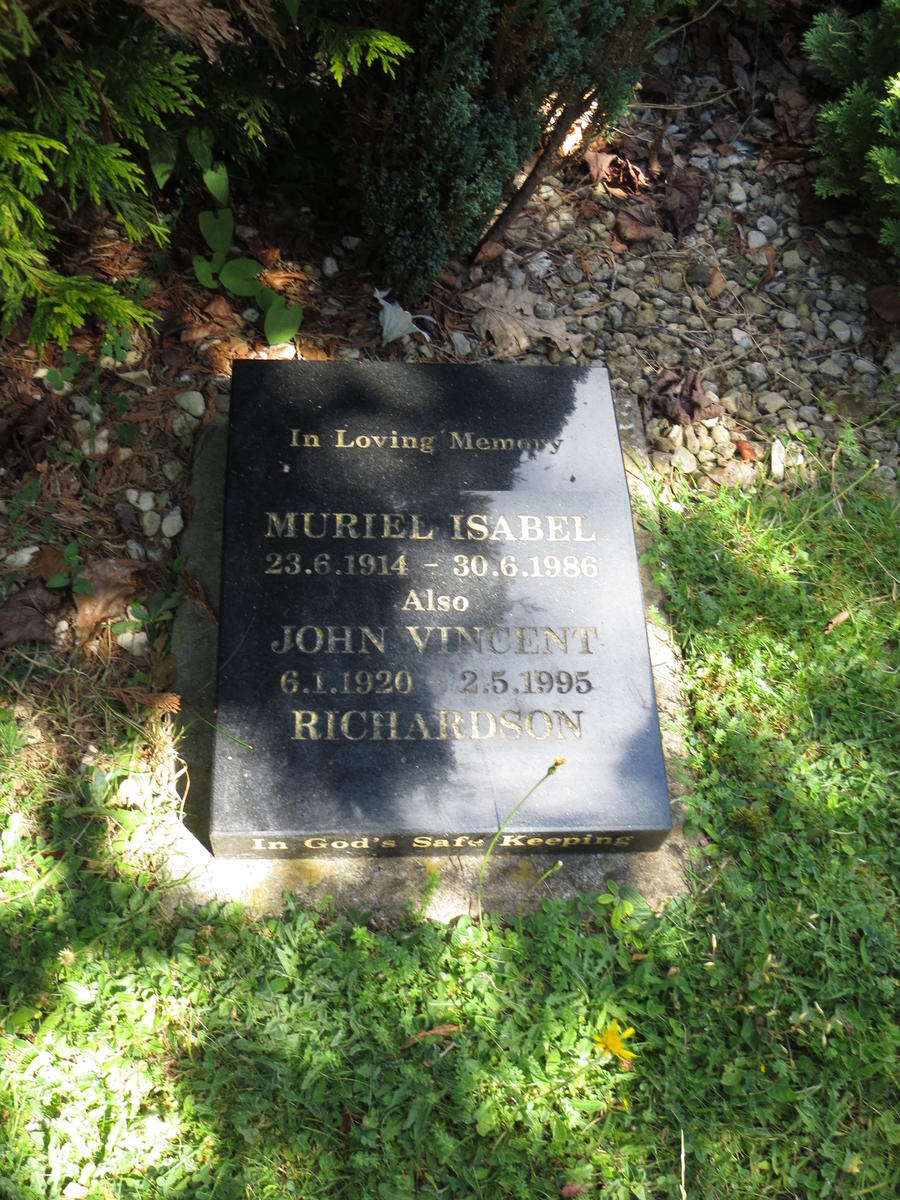 In Loving Memory
MURIEL ISABEL
23.6.1914 - 30.6.1986
Also
JOHN VINCENT
6.1.1920 - 2.5.1995
RICHARDSON
In God's Safe Keeping